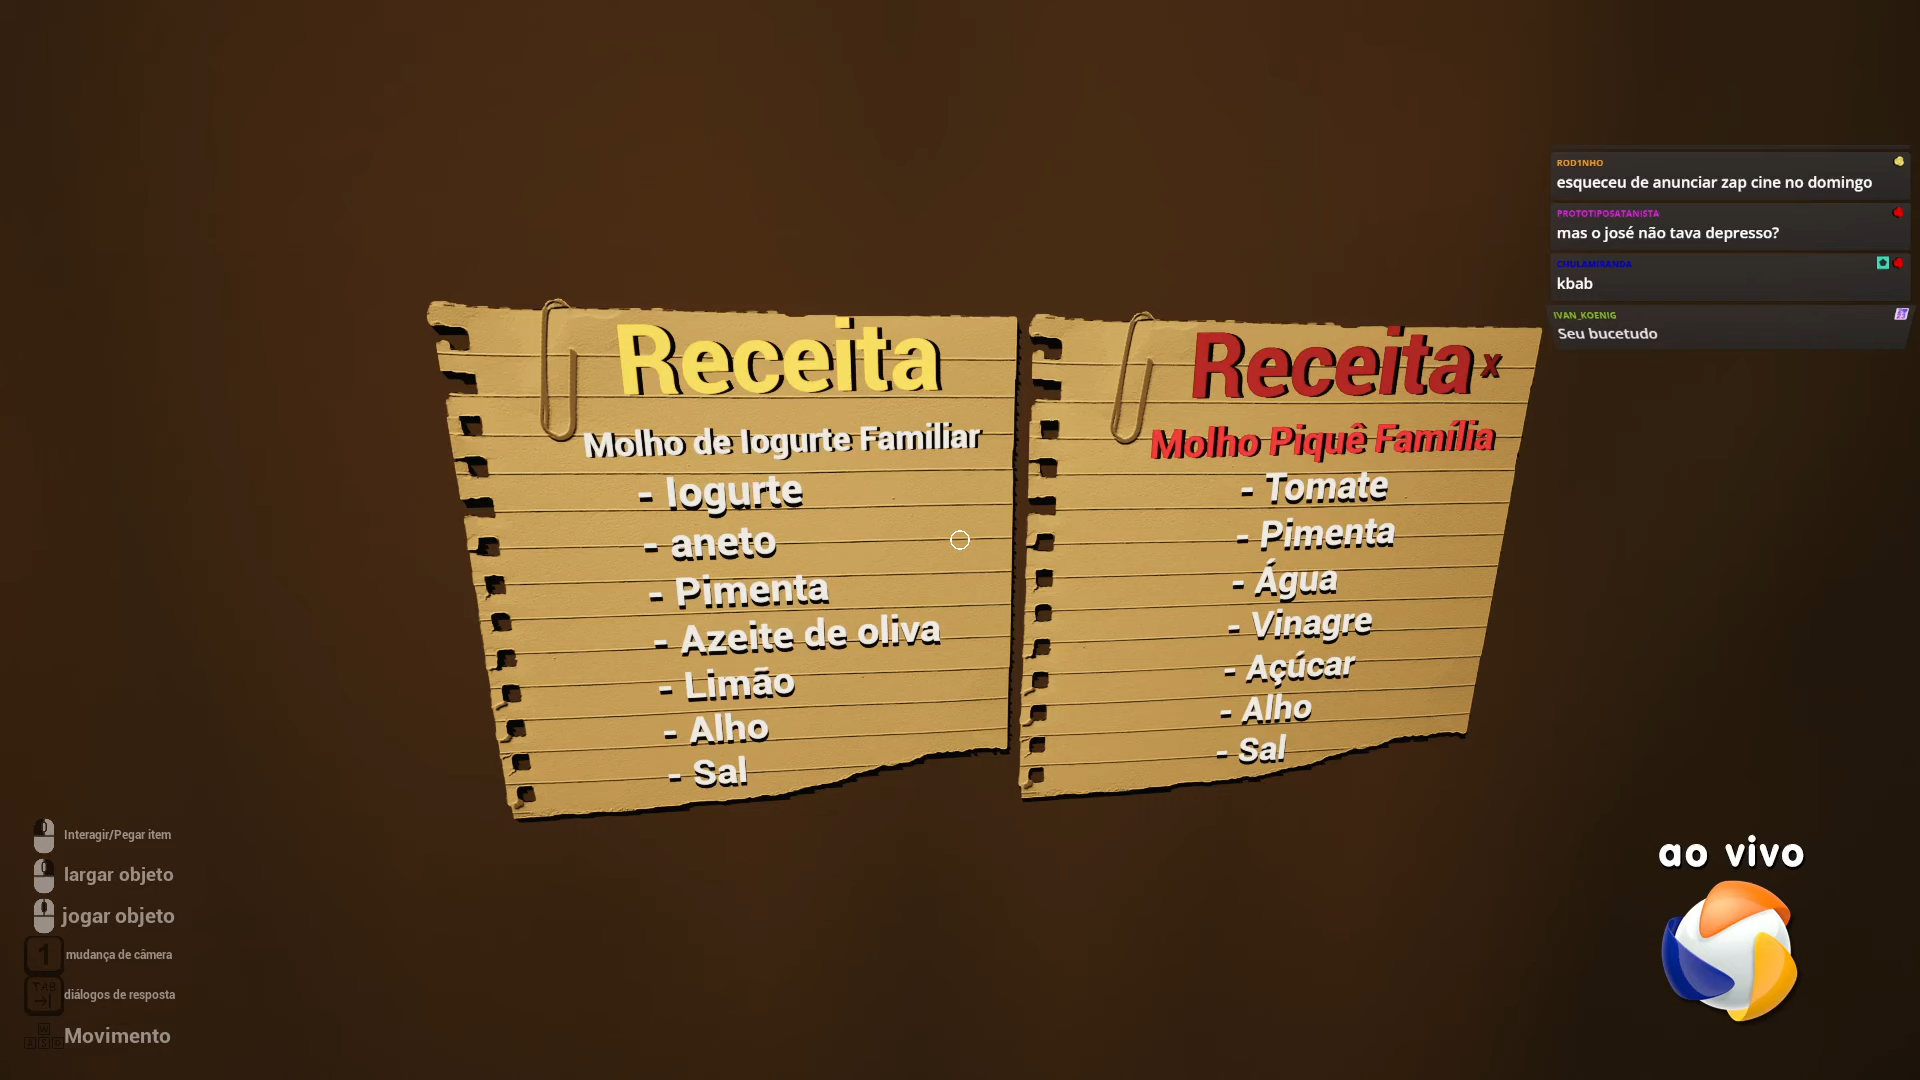 Receita
Molho de Iogurte Familiar
- Iogurte
- aneto
- Pimenta
- Azeite de oliva
- Limão
- Alho
- Sal
Receita x
Molho Piquê Família
- Tomate
- Pimenta
- Água
- Vinagre
- Açúcar
- Alho
- Sal
ROD1NHO
esqueceu de anunciar zap cine no domingo
PROTOTIPOSATANISTA
mas o josé não tava depresso?
CHULAMIRANDA
kbab
IVAN_KOENIG
Seu bucetudo
Interagir/Pegar item
largar objeto
jogar objeto
1 mudança de câmera
TAB diálogos de resposta
Movimento
ao vivo